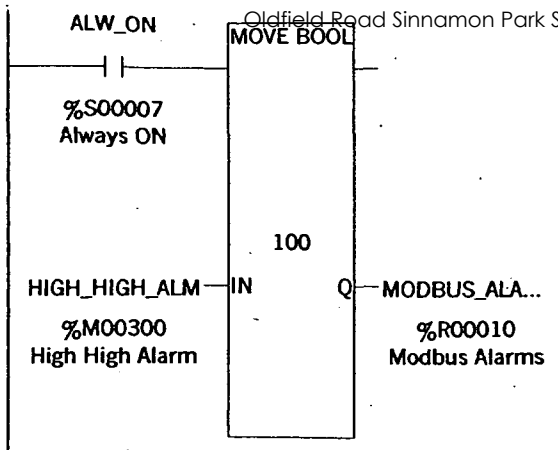 Oldfield Road Sinnamon Park S
ALW_ON
MOVE BOOL
%S00007
Always ON
100
HIGH_HIGH_ALM
IN
Q
MODBUS_ALA...
%M00300
High High Alarm
%R00010
Modbus Alarms